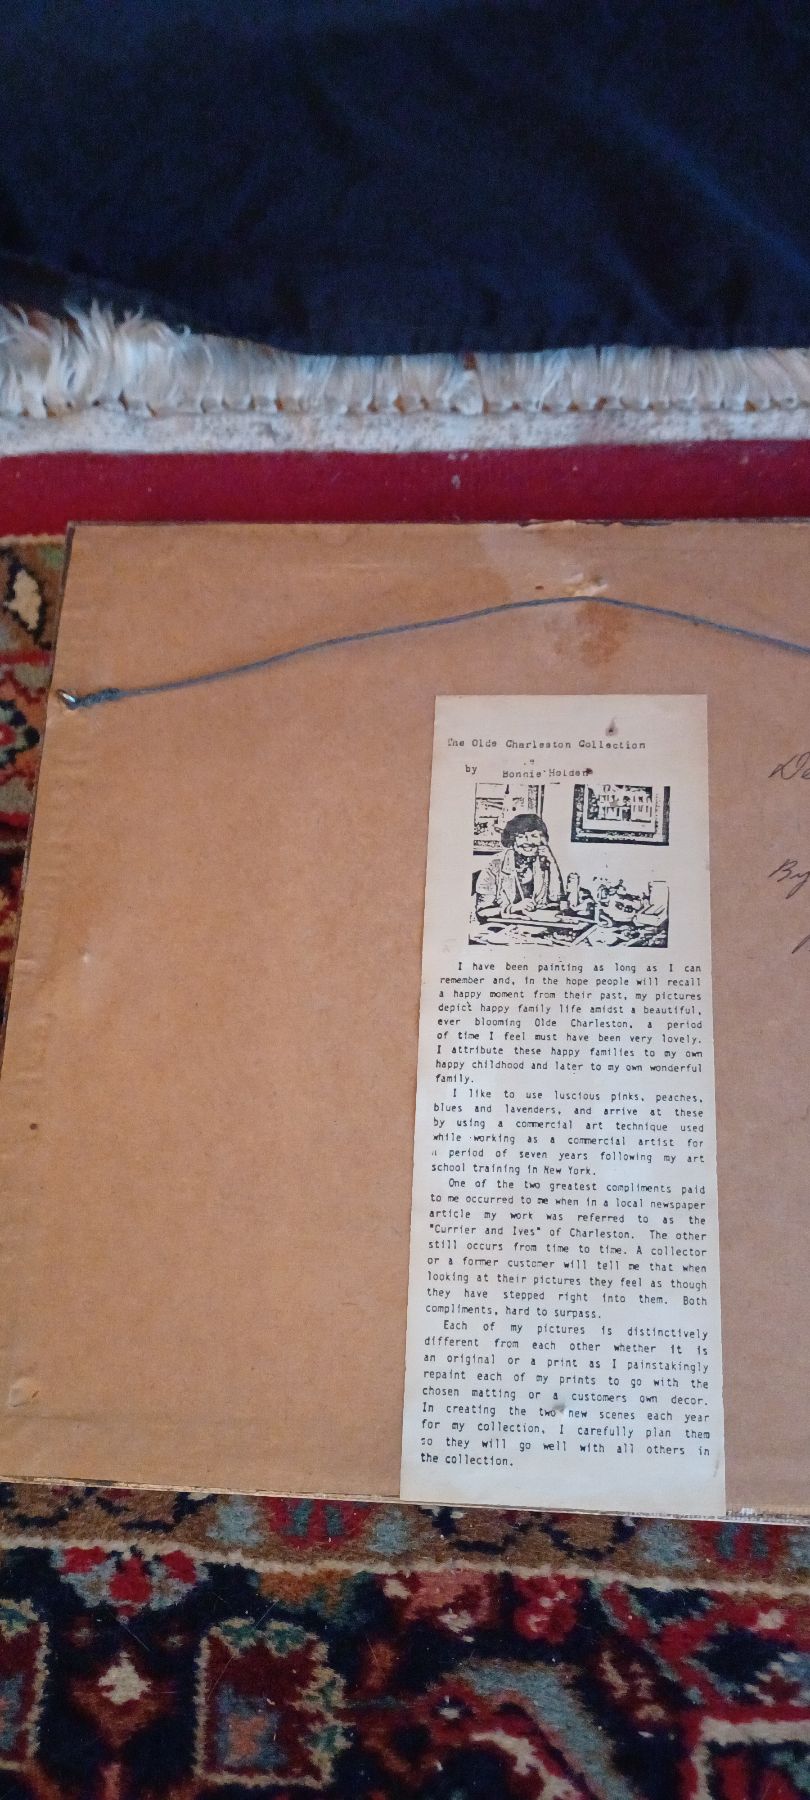 The Olde Charleston Collection
by Bonnie Holden
I have been painting as long as I can
remember and, in the hope people will recall
a happy moment from their past, my pictures
depict happy family life amidst a beautiful,
ever blooming Olde Charleston, a period
of time I feel must have been very lovely.
I attribute these happy families to my own
happy childhood and later to my own wonderful
family.
I like to use luscious pinks, peaches,
blues and lavenders, and arrive at these
by using a commercial art technique used
while working as a commercial artist for
a period of seven years following my art
school training in New York.
One of the two greatest compliments paid
to me occurred to me when in a local newspaper
article my work was referred to as the
"Currier and Ives" of Charleston. The other
still occurs from time to time. A collector
or a former customer will tell me that when
looking at their pictures they feel as though
they have stepped right into them. Both
compliments, hard to surpass.
Each of my pictures is distinctively
different from each other whether it is
an original or a print as I painstakingly
repaint each of my prints to go with the
chosen matting or a customers own decor.
In creating the two new scenes each year
for my collection, I carefully plan them
so they will go well with all others in
the collection.
By